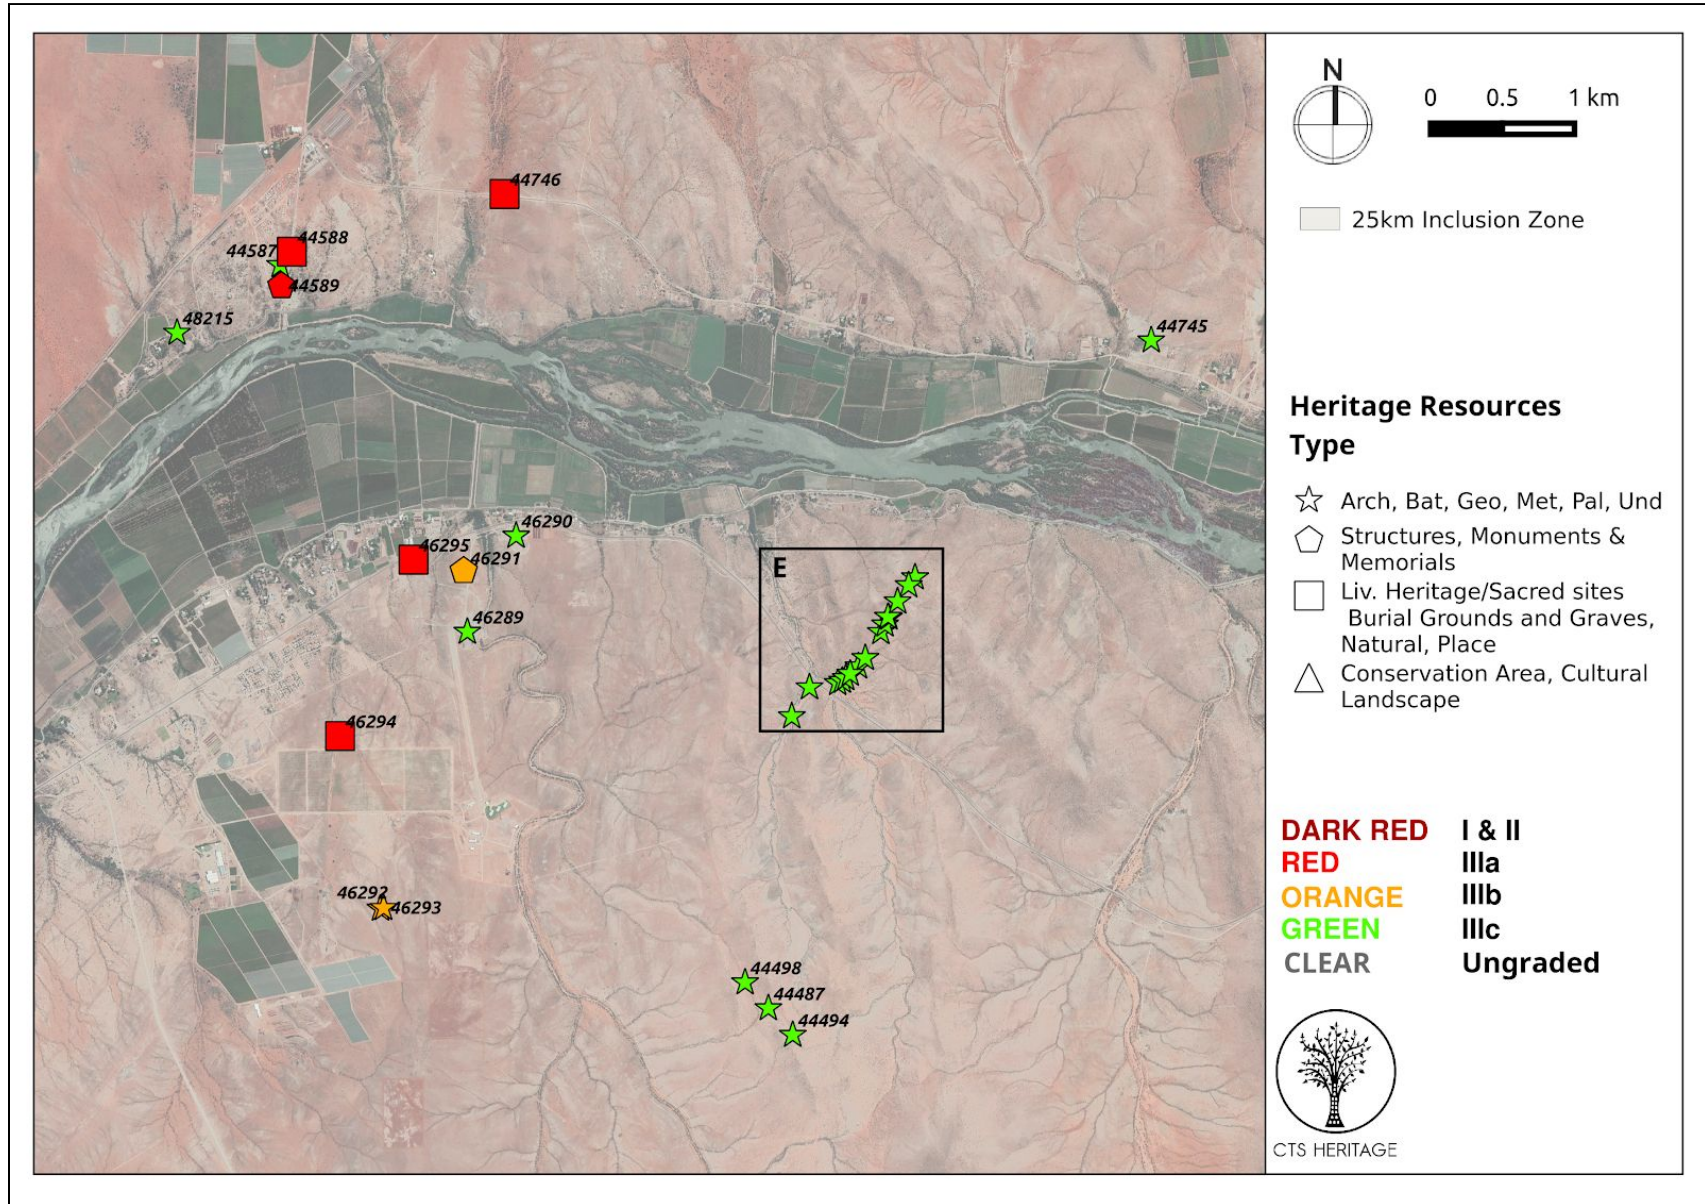 44746
44588
44587
44589
48215
44745
46290
46295
46291
46289
E
46294
46292
46293
44498
44487
44494
N
0 0.5 1 km
25km Inclusion Zone
Heritage Resources
Type
Arch, Bat, Geo, Met, Pal, Und
Structures, Monuments &
Memorials
Liv. Heritage/Sacred sites
Burial Grounds and Graves,
Natural, Place
Conservation Area, Cultural
Landscape
DARK RED I & II
RED IIIa
ORANGE IIIb
GREEN IIIc
CLEAR Ungraded
CTS HERITAGE